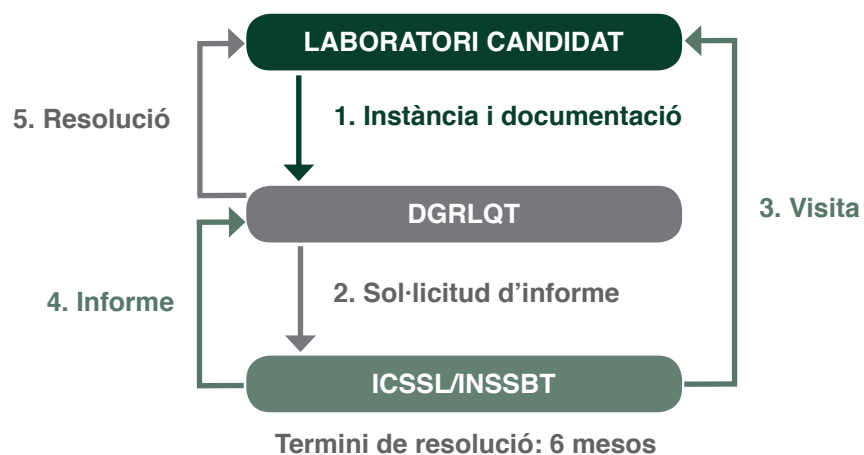 LABORATORI CANDIDAT
5. Resolució
1. Instància i documentació
DGRLQT
3. Visita
4. Informe
2. Sol·licitud d’informe
ICSSL/INSSBT
Termini de resolució: 6 mesos